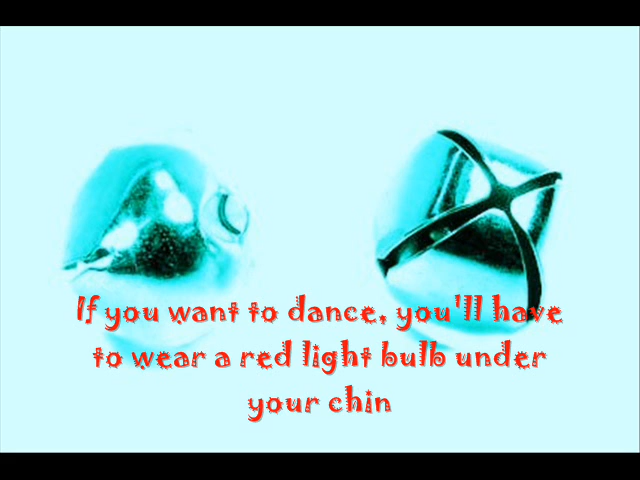 If you want to dance, you'll have
to wear a red light bulb under
your chin